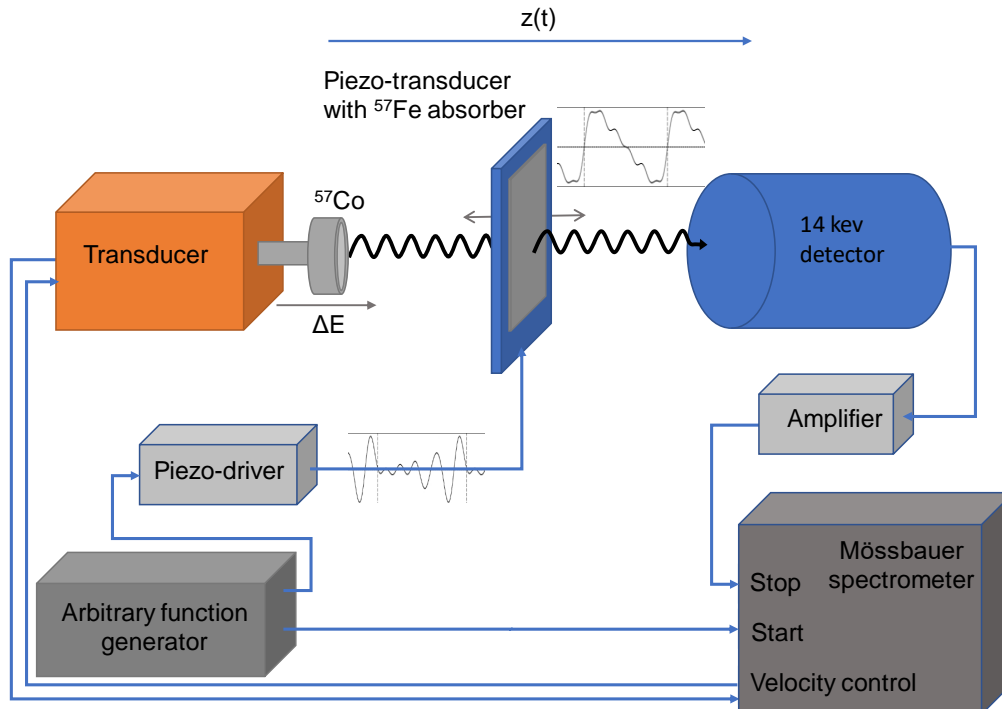 z(t)
Piezo-transducer
with ⁵⁷Fe absorber
⁵⁷Co
Transducer
14 kev
detector
ΔE
Amplifier
Piezo-driver
Mössbauer
spectrometer
Stop
Arbitrary function
generator
Start
Velocity control